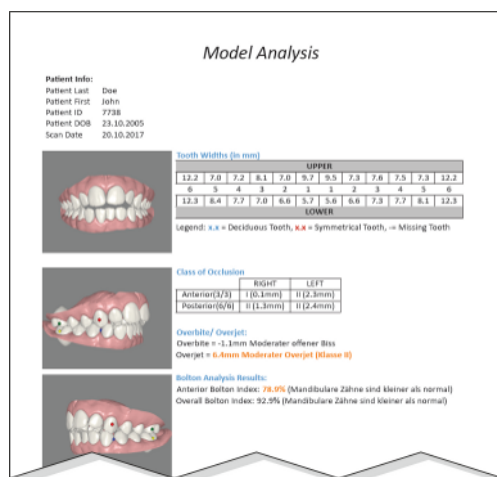 Model Analysis
Patient Info:
Patient Last Doe
Patient First John
Patient ID 7738
Patient DOB 23.10.2005
Scan Date 20.10.2017
Tooth Widths (in mm)
UPPER
12.2 7.0 7.2 8.1 7.0 9.7 9.5 7.3 7.6 7.5 7.3 12.2
6 5 4 3 2 1 1 2 3 4 5 6
12.3 8.4 7.7 7.0 6.6 5.7 5.6 6.6 7.3 7.7 8.1 12.3
LOWER
Legend: x.x = Deciduous Tooth, x.x = Symmetrical Tooth, -= Missing Tooth
Class of Occlusion
RIGHT LEFT
Anterior(3/3) I (0.1mm) II (2.3mm)
Posterior(6/6) II (1.3mm) II (2.4mm)
Overbite/ Overjet:
Overbite = -1.1mm Moderater offener Biss
Overjet = 6.4mm Moderater Overjet (Klasse II)
Bolton Analysis Results:
Anterior Bolton Index: 78.9% (Mandibulare Zähne sind kleiner als normal)
Overall Bolton Index: 92.9% (Mandibulare Zähne sind kleiner als normal)